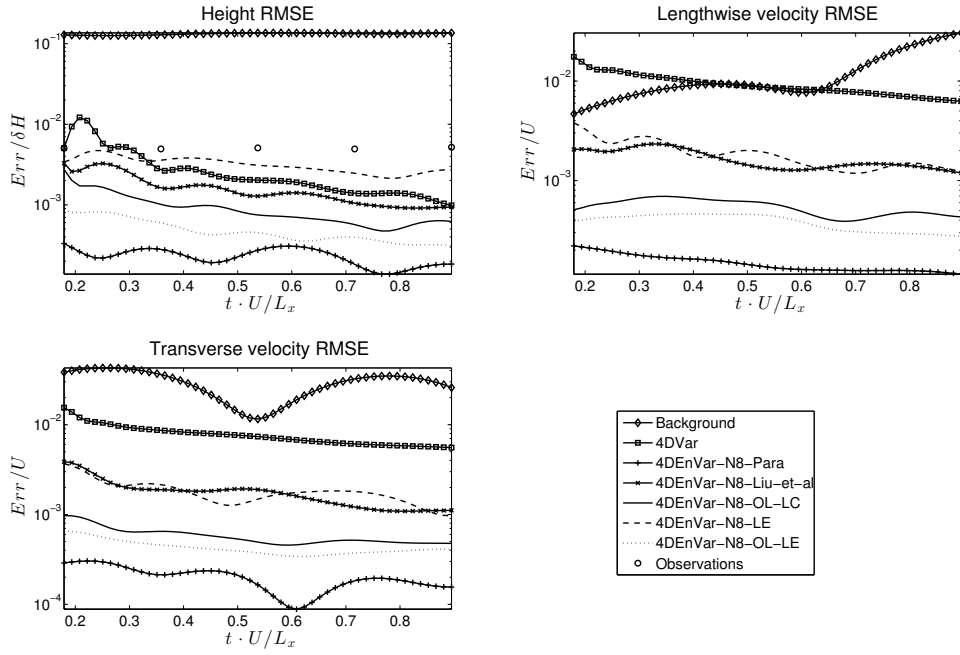 Height RMSE
Err/δH
10⁻¹
10⁻²
10⁻³
0.2 0.3 0.4 0.5 0.6 0.7 0.8
t · U/Lₓ
Lengthwise velocity RMSE
Err/U
10⁻²
10⁻³
0.2 0.3 0.4 0.5 0.6 0.7 0.8
t · U/Lₓ
Transverse velocity RMSE
Err/U
10⁻²
10⁻³
10⁻⁴
0.2 0.3 0.4 0.5 0.6 0.7 0.8
t · U/Lₓ
Background
4DVar
4DEnVar−N8−Para
4DEnVar−N8−Liu−et−al
4DEnVar−N8−OL−LC
4DEnVar−N8−LE
4DEnVar−N8−OL−LE
Observations